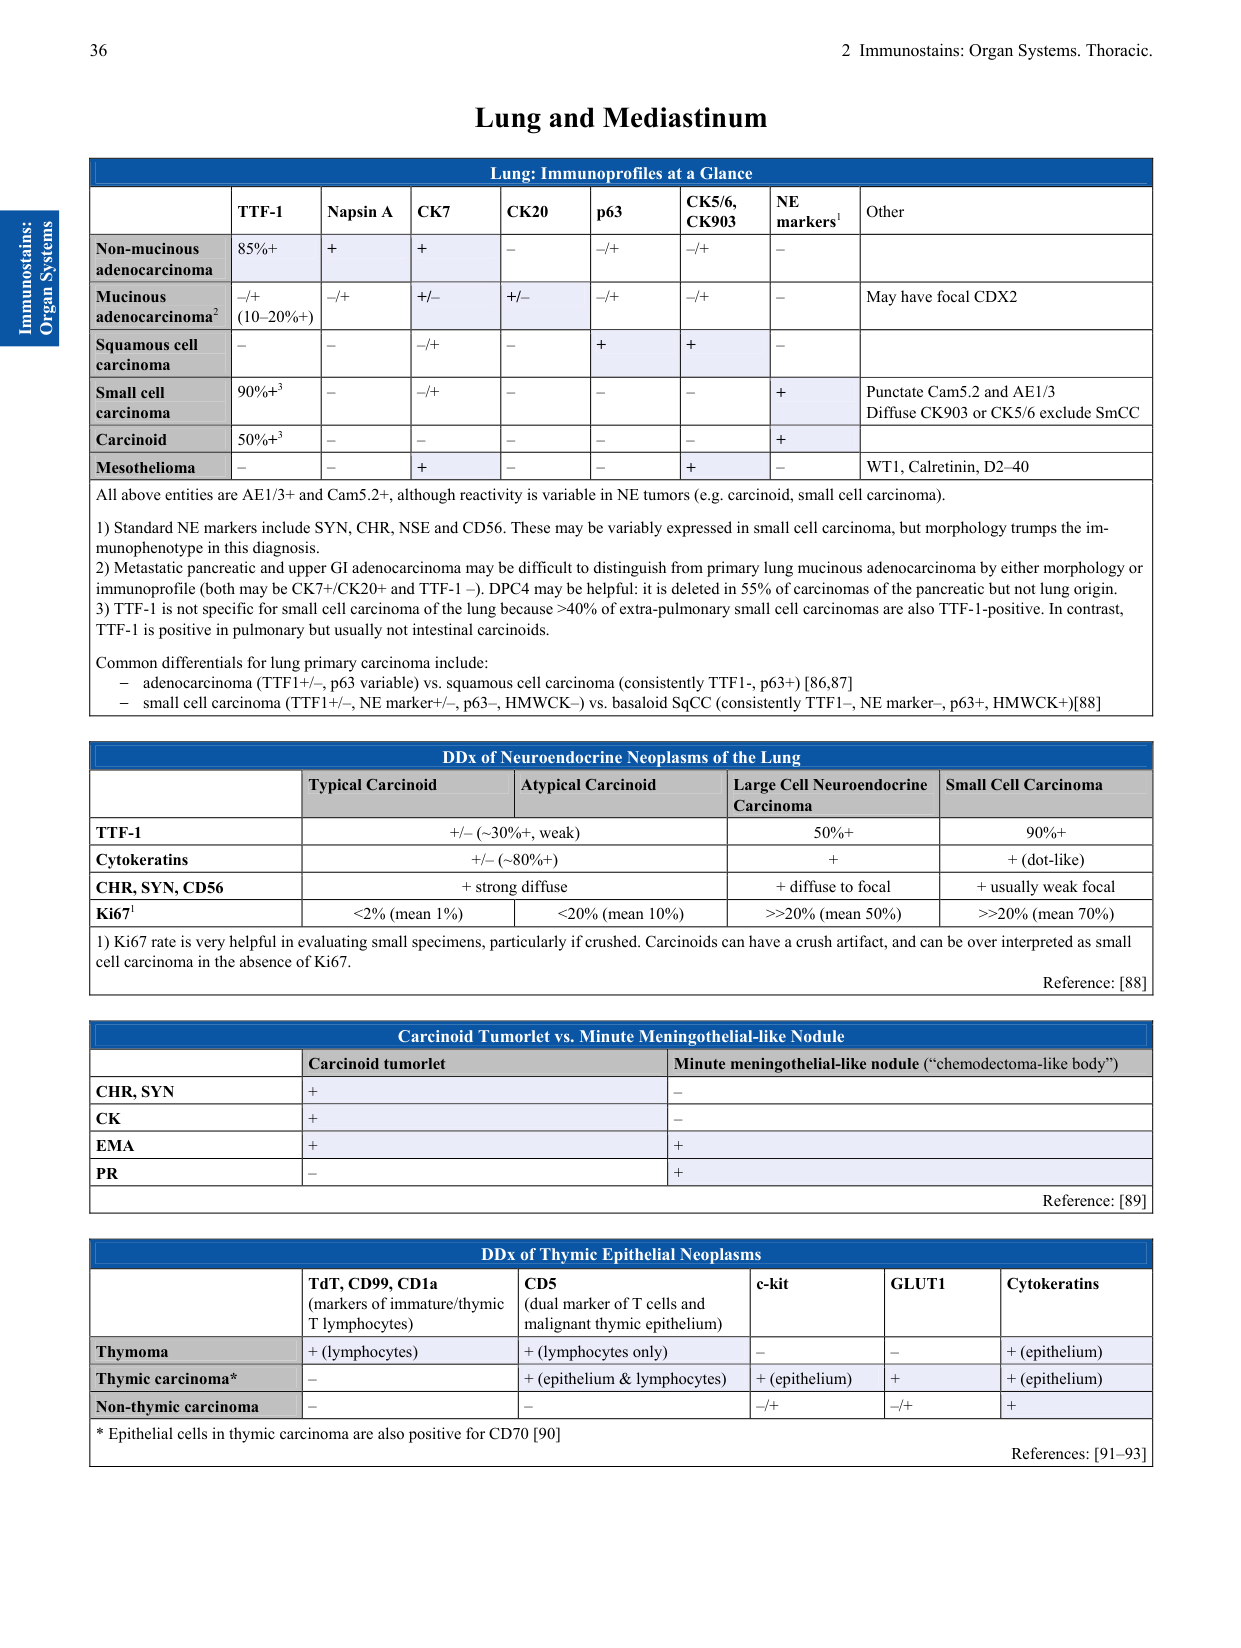 36
2 Immunostains: Organ Systems. Thoracic.
Immunostains:
Organ Systems
Lung and Mediastinum
Lung: Immunoprofiles at a Glance
TTF-1 Napsin A CK7 CK20 p63 CK5/6, CK903 NE markers1 Other
Non-mucinous adenocarcinoma 85%+ + + – –/+ –/+ –
Mucinous adenocarcinoma2 –/+ (10–20%+) –/+ +/– +/– –/+ –/+ – May have focal CDX2
Squamous cell carcinoma – – –/+ – + + –
Small cell carcinoma 90%+3 – –/+ – – – + Punctate Cam5.2 and AE1/3
Diffuse CK903 or CK5/6 exclude SmCC
Carcinoid 50%+3 – – – – – +
Mesothelioma – – + – – + – WT1, Calretinin, D2–40
All above entities are AE1/3+ and Cam5.2+, although reactivity is variable in NE tumors (e.g. carcinoid, small cell carcinoma).
1) Standard NE markers include SYN, CHR, NSE and CD56. These may be variably expressed in small cell carcinoma, but morphology trumps the im-
munophenotype in this diagnosis.
2) Metastatic pancreatic and upper GI adenocarcinoma may be difficult to distinguish from primary lung mucinous adenocarcinoma by either morphology or
immunoprofile (both may be CK7+/CK20+ and TTF-1 –). DPC4 may be helpful: it is deleted in 55% of carcinomas of the pancreatic but not lung origin.
3) TTF-1 is not specific for small cell carcinoma of the lung because >40% of extra-pulmonary small cell carcinomas are also TTF-1-positive. In contrast,
TTF-1 is positive in pulmonary but usually not intestinal carcinoids.
Common differentials for lung primary carcinoma include:
– adenocarcinoma (TTF1+/–, p63 variable) vs. squamous cell carcinoma (consistently TTF1-, p63+) [86,87]
– small cell carcinoma (TTF1+/–, NE marker+/–, p63–, HMWCK–) vs. basaloid SqCC (consistently TTF1–, NE marker–, p63+, HMWCK+)[88]
DDx of Neuroendocrine Neoplasms of the Lung
Typical Carcinoid Atypical Carcinoid Large Cell Neuroendocrine Carcinoma Small Cell Carcinoma
TTF-1 +/– (~30%+, weak) 50%+ 90%+
Cytokeratins +/– (~80%+) + + (dot-like)
CHR, SYN, CD56 + strong diffuse + diffuse to focal + usually weak focal
Ki671 <2% (mean 1%) <20% (mean 10%) >>20% (mean 50%) >>20% (mean 70%)
1) Ki67 rate is very helpful in evaluating small specimens, particularly if crushed. Carcinoids can have a crush artifact, and can be over interpreted as small
cell carcinoma in the absence of Ki67.
Reference: [88]
Carcinoid Tumorlet vs. Minute Meningothelial-like Nodule
Carcinoid tumorlet Minute meningothelial-like nodule (“chemodectoma-like body”)
CHR, SYN + –
CK + –
EMA + +
PR – +
Reference: [89]
DDx of Thymic Epithelial Neoplasms
TdT, CD99, CD1a (markers of immature/thymic T lymphocytes) CD5 (dual marker of T cells and malignant thymic epithelium) c-kit GLUT1 Cytokeratins
Thymoma + (lymphocytes) + (lymphocytes only) – – + (epithelium)
Thymic carcinoma* – + (epithelium & lymphocytes) + (epithelium) + + (epithelium)
Non-thymic carcinoma – – –/+ –/+ +
* Epithelial cells in thymic carcinoma are also positive for CD70 [90]
References: [91–93]